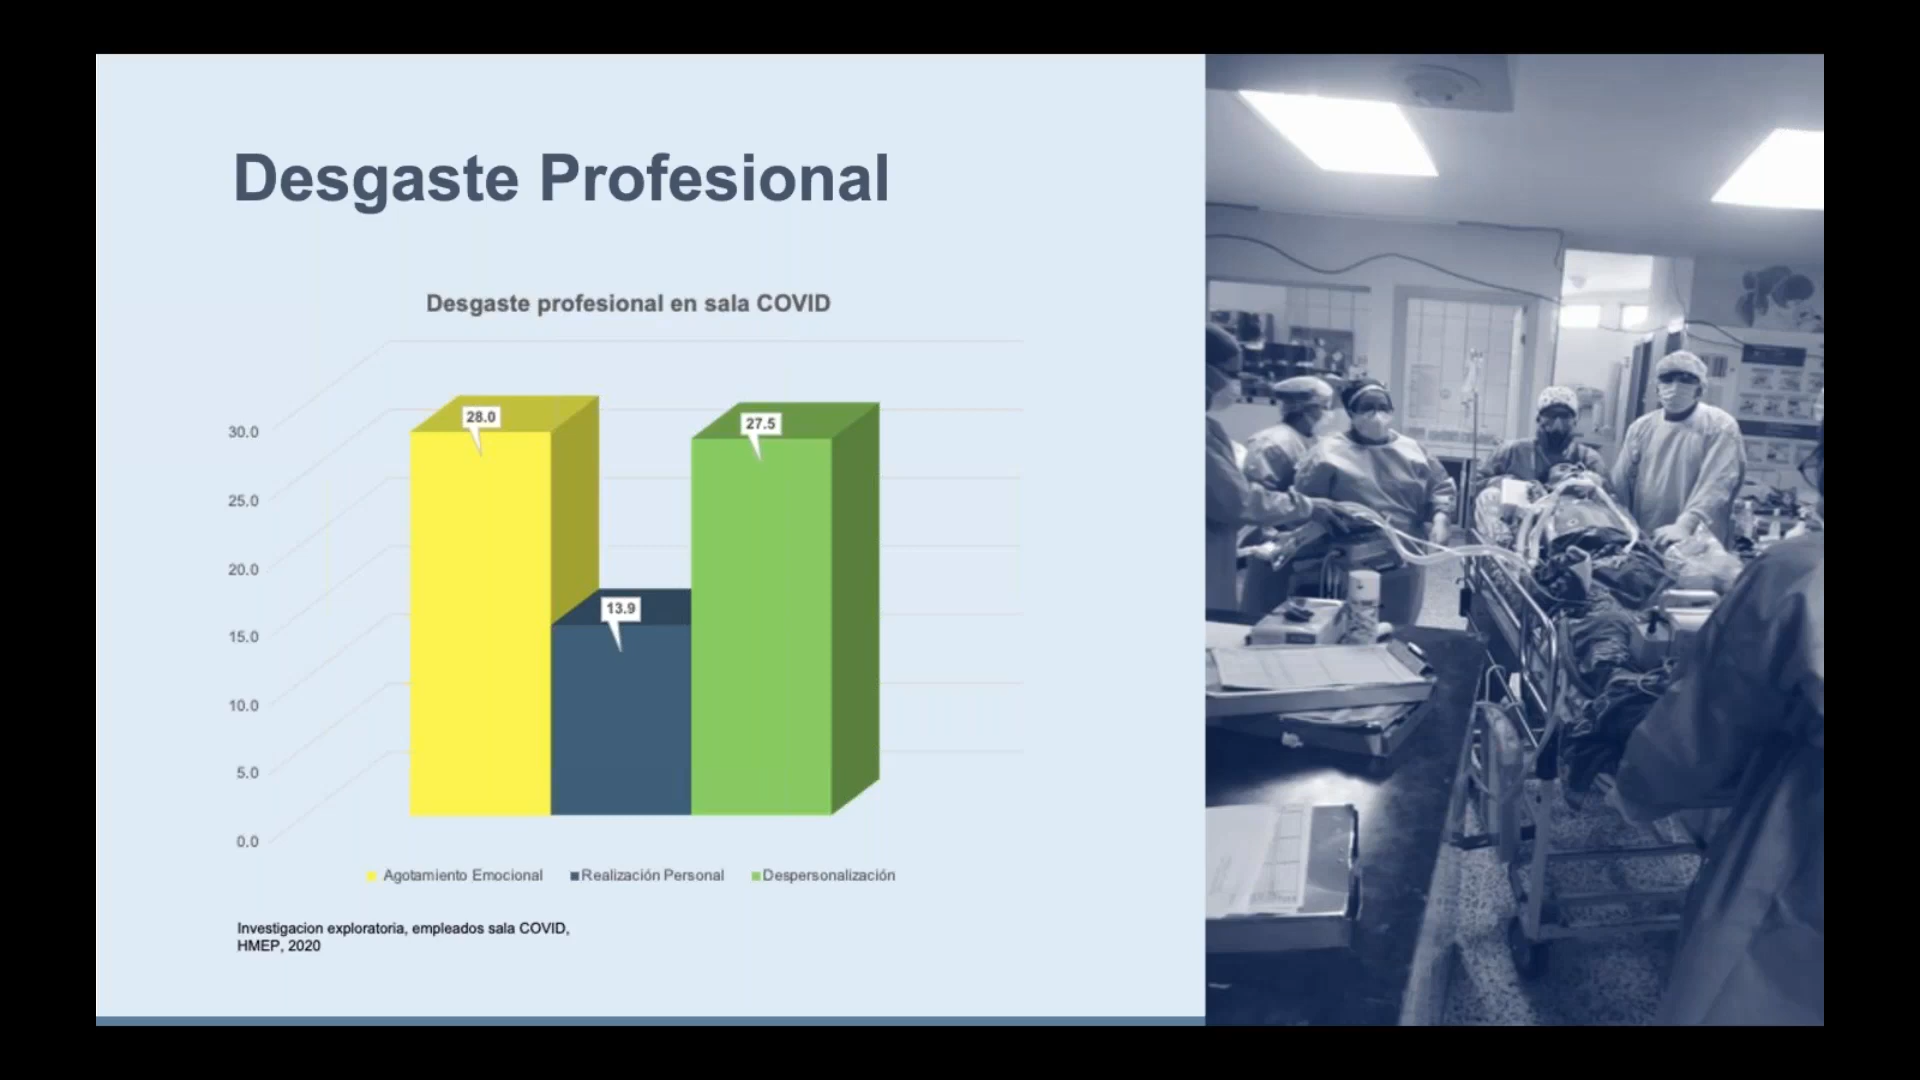 Desgaste Profesional
Desgaste profesional en sala COVID
30.0
25.0
20.0
15.0
10.0
5.0
0.0
28.0
13.9
27.5
Agotamiento Emocional
Realización Personal
Despersonalización
Investigacion exploratoria, empleados sala COVID,
HMEP, 2020